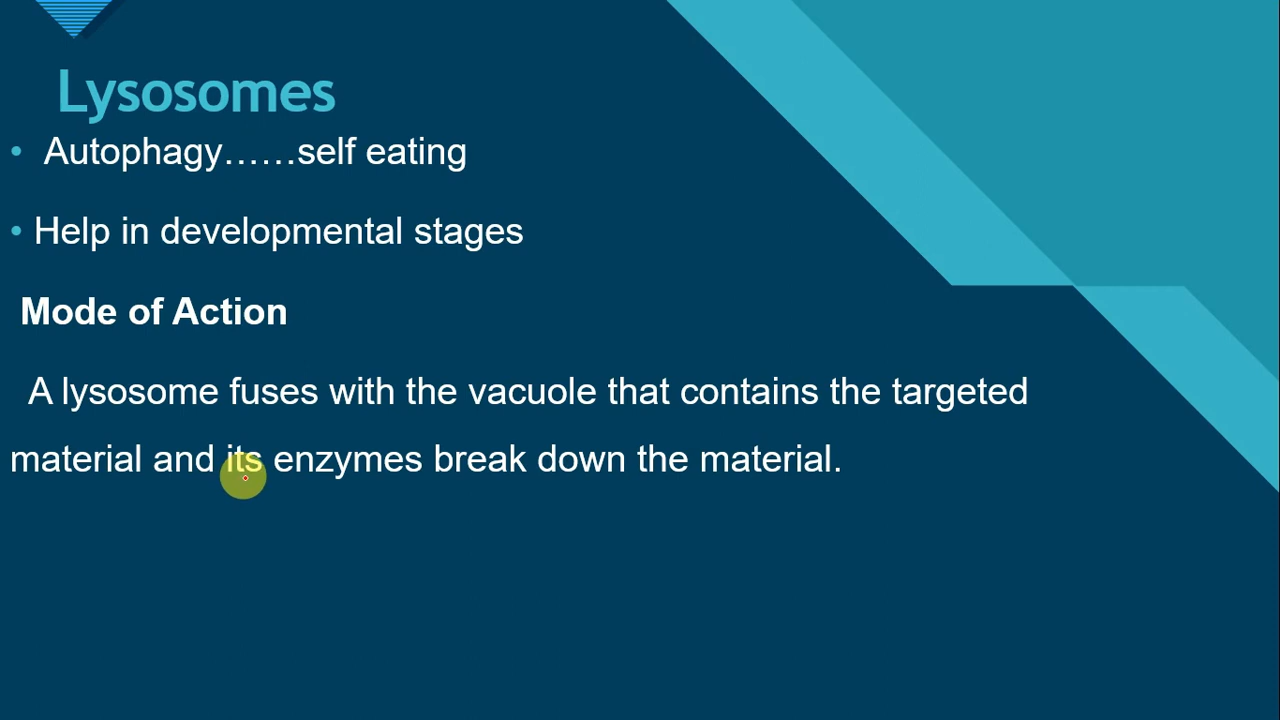 Lysosomes
• Autophagy……self eating
• Help in developmental stages
Mode of Action
A lysosome fuses with the vacuole that contains the targeted
material and its enzymes break down the material.